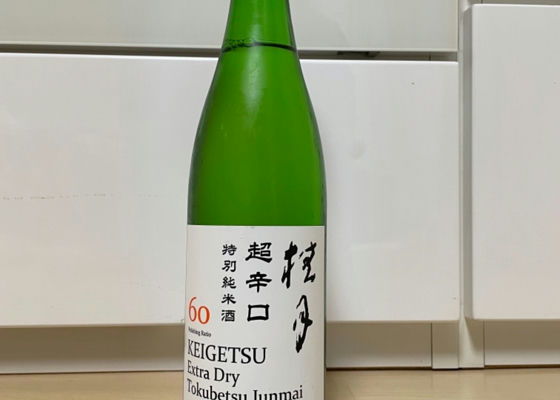 桂月
超辛口
特別純米酒
60
Polishing Ratio
KEIGETSU
Extra Dry
Tokubetsu Junmai